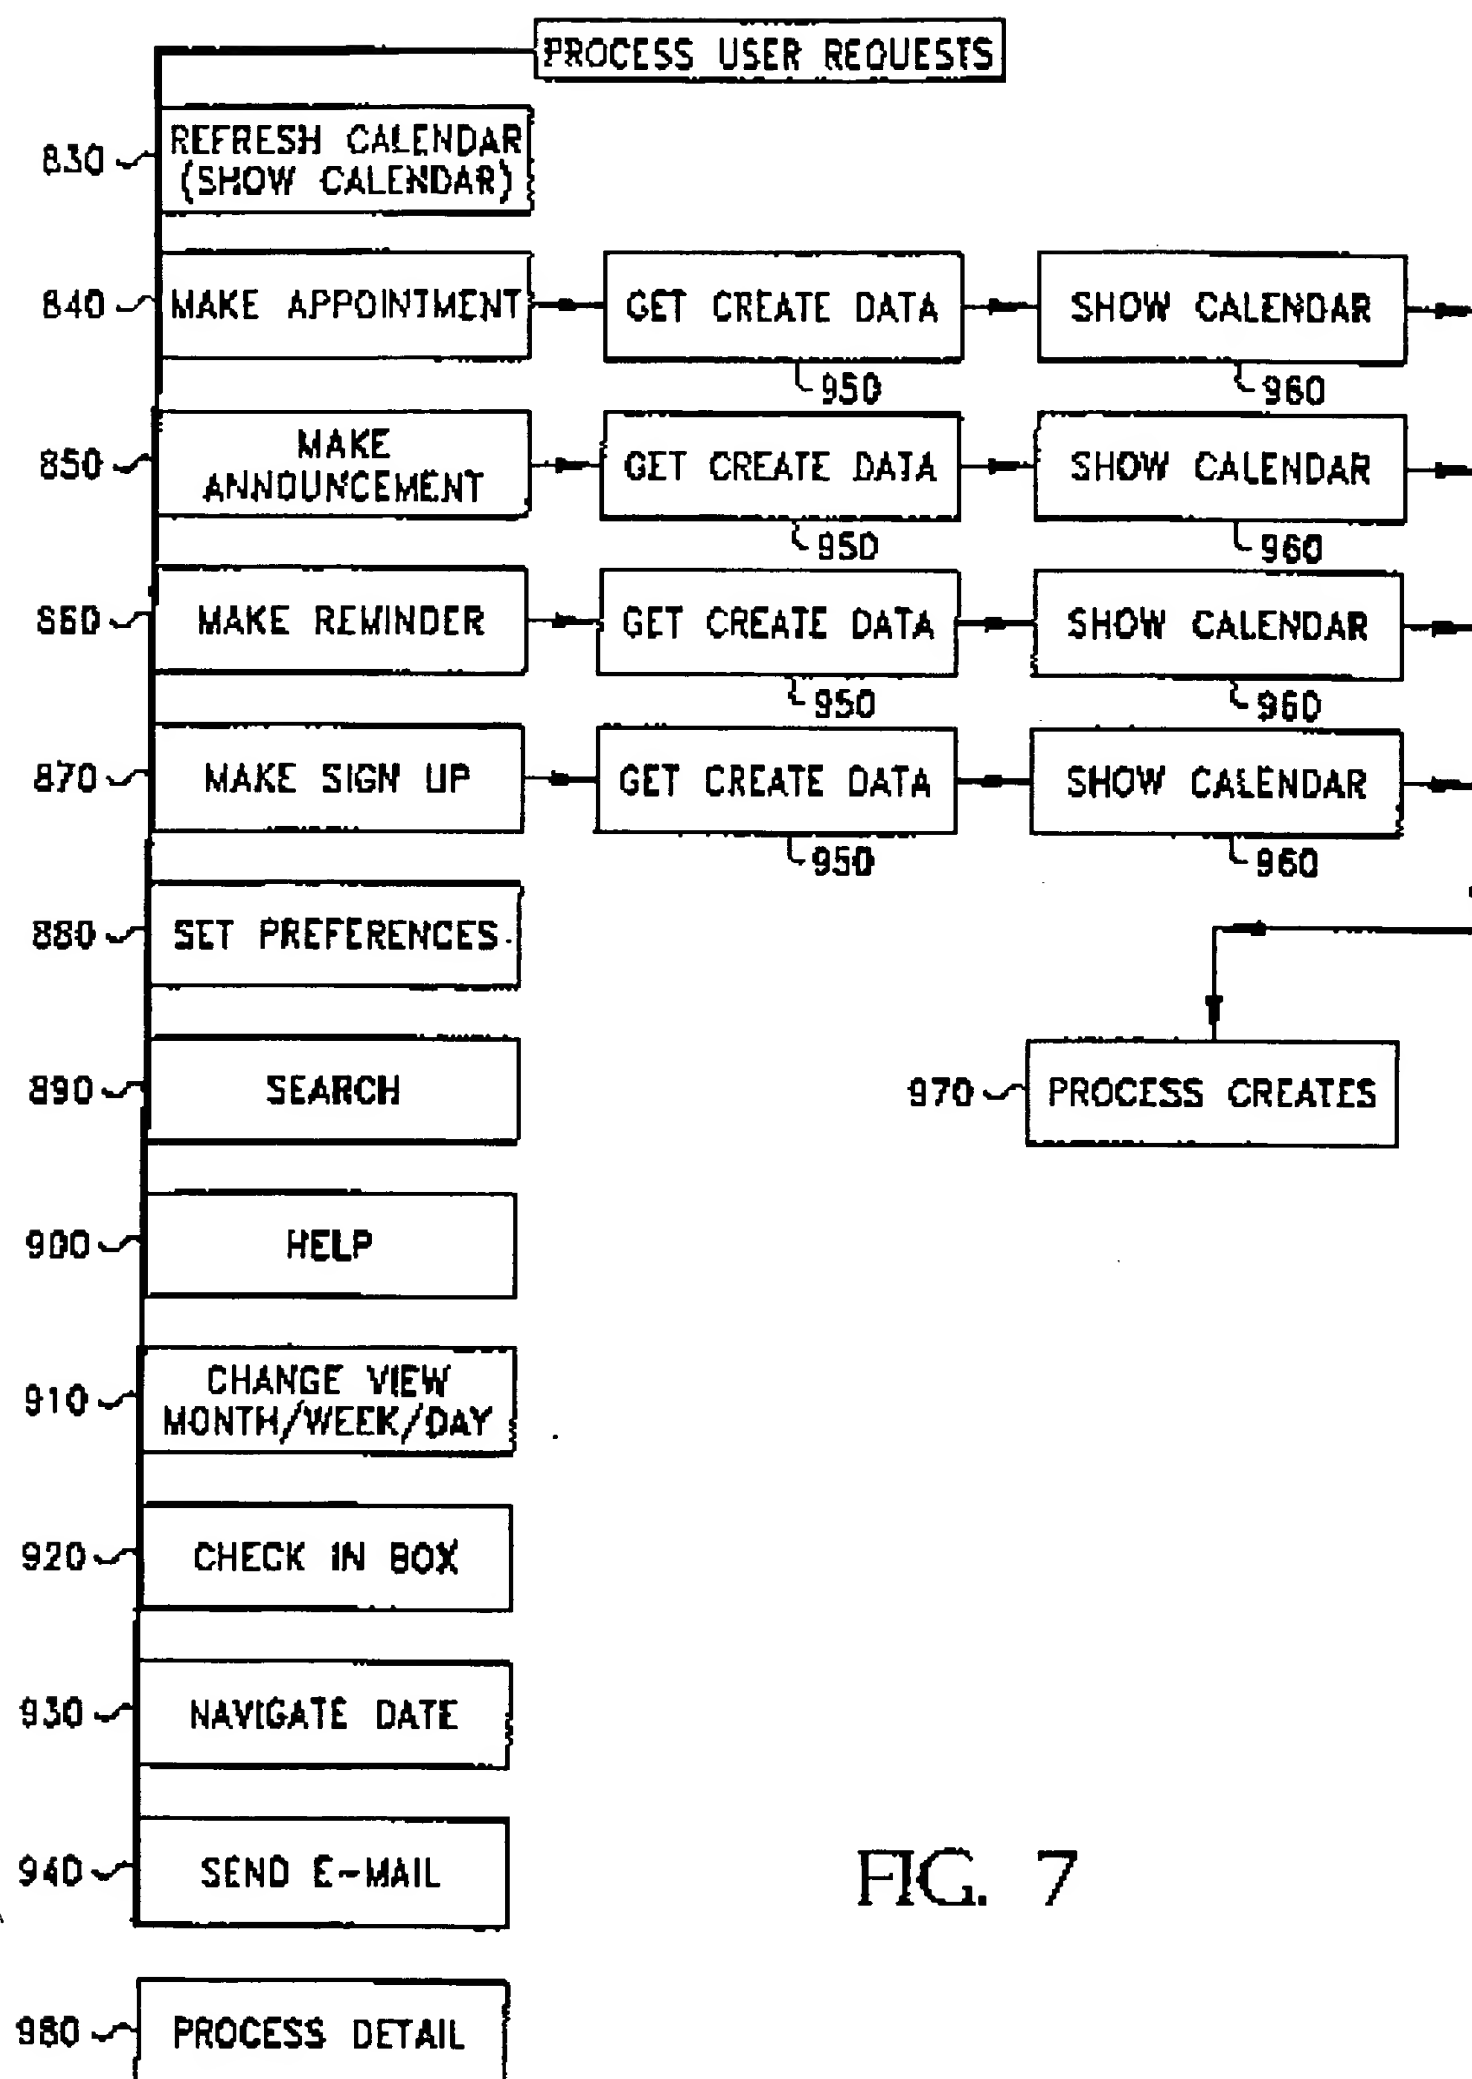 PROCESS USER REQUESTS
830
REFRESH CALENDAR
(SHOW CALENDAR)
840
MAKE APPOINTMENT
GET CREATE DATA
SHOW CALENDAR
950
960
850
MAKE
ANNOUNCEMENT
GET CREATE DATA
SHOW CALENDAR
950
960
860
MAKE REMINDER
GET CREATE DATA
SHOW CALENDAR
950
960
870
MAKE SIGN UP
GET CREATE DATA
SHOW CALENDAR
950
960
880
SET PREFERENCES
890
SEARCH
970
PROCESS CREATES
900
HELP
910
CHANGE VIEW
MONTH/WEEK/DAY
920
CHECK IN BOX
930
NAVIGATE DATE
940
SEND E-MAIL
FIG. 7
980
PROCESS DETAIL